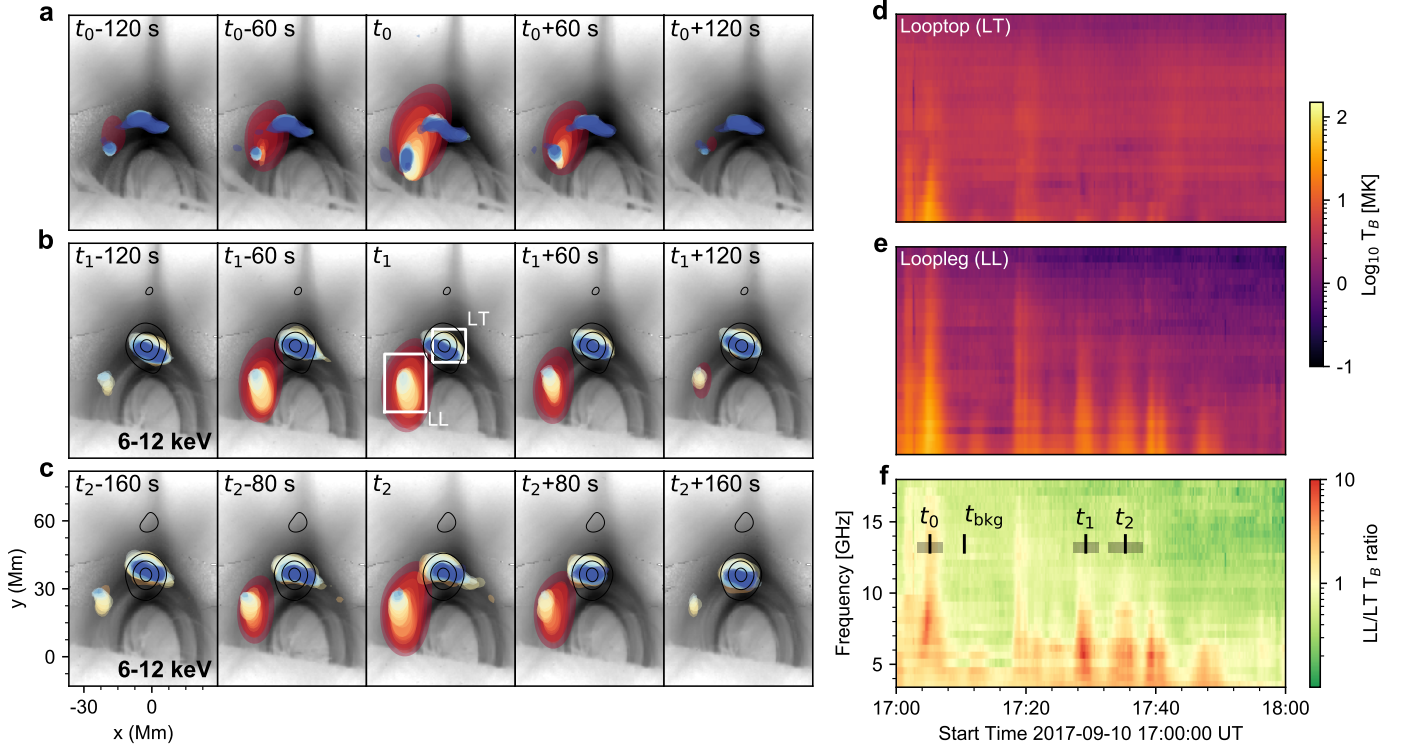 a
t0-120 s
t0-60 s
t0
t0+60 s
t0+120 s
b
t1-120 s
t1-60 s
t1
t1+60 s
t1+120 s
LT
LL
6-12 keV
c
t2-160 s
t2-80 s
t2
t2+80 s
t2+160 s
6-12 keV
60
30
0
y (Mm)
-30
0
x (Mm)
d
Looptop (LT)
e
Loopleg (LL)
2
1
0
-1
Log10 TB [MK]
f
t0
tbkg
t1
t2
15
10
5
Frequency [GHz]
17:00
17:20
17:40
18:00
Start Time 2017-09-10 17:00:00 UT
10
1
LL/LT TB ratio